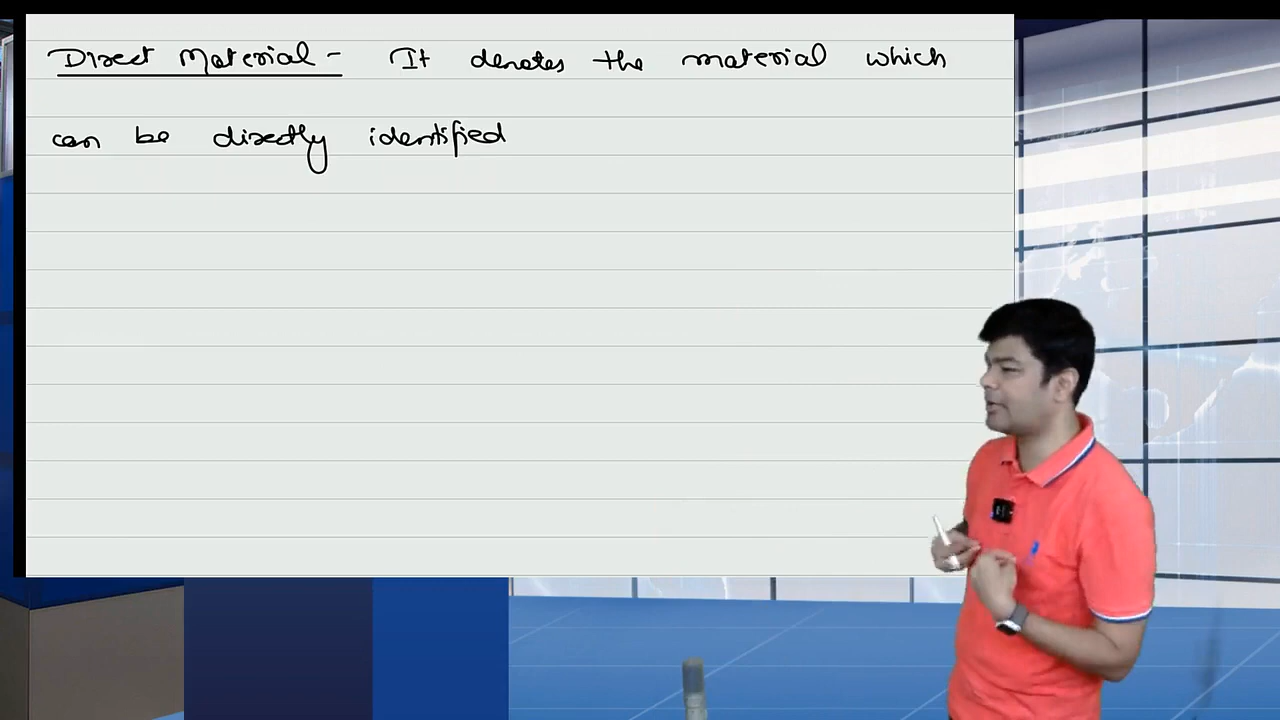 Direct Material - It denotes the material which
can be directly identified